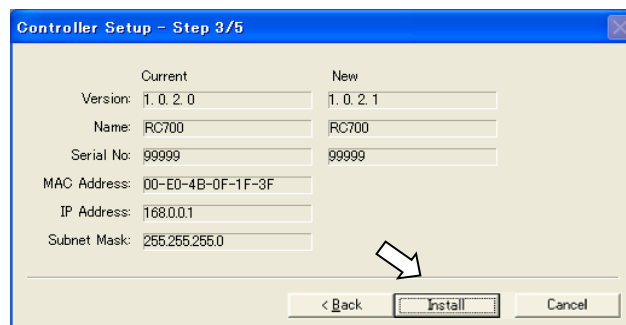 Controller Setup - Step 3/5
Current New
Version: 1. 0. 2. 0 1. 0. 2. 1
Name: RC700 RC700
Serial No: 99999 99999
MAC Address: 00-E0-4B-0F-1F-3F
IP Address: 168.0.0.1
Subnet Mask: 255.255.255.0
< Back Install Cancel